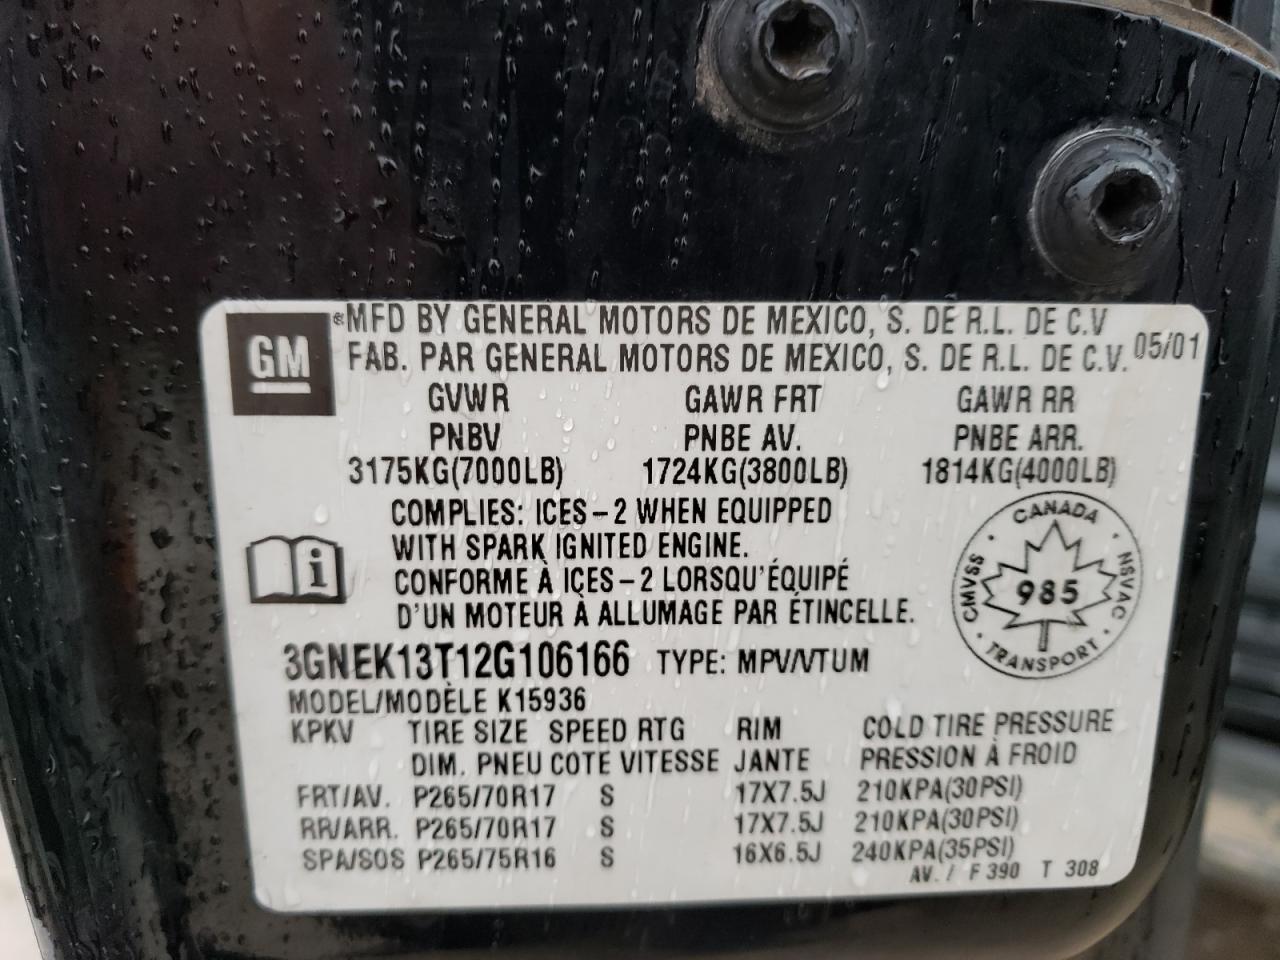 GM
®MFD BY GENERAL MOTORS DE MEXICO, S. DE R.L. DE C.V
FAB. PAR GENERAL MOTORS DE MEXICO, S. DE R.L. DE C.V. 05/01
GVWR GAWR FRT GAWR RR
PNBV PNBE AV. PNBE ARR.
3175KG(7000LB) 1724KG(3800LB) 1814KG(4000LB)
COMPLIES: ICES-2 WHEN EQUIPPED
WITH SPARK IGNITED ENGINE.
CONFORME À ICES-2 LORSQU'ÉQUIPÉ
D'UN MOTEUR À ALLUMAGE PAR ÉTINCELLE.
i
CANADA
CMVSS · NSVAC
985
TRANSPORT
3GNEK13T12G106166 TYPE: MPV/VTUM
MODEL/MODÈLE K15936
KPKV TIRE SIZE SPEED RTG RIM COLD TIRE PRESSURE
DIM. PNEU COTE VITESSE JANTE PRESSION À FROID
FRT/AV. P265/70R17 S 17X7.5J 210KPA(30PSI)
RR/ARR. P265/70R17 S 17X7.5J 210KPA(30PSI)
SPA/SOS P265/75R16 S 16X6.5J 240KPA(35PSI)
AV. / F 390 T 308